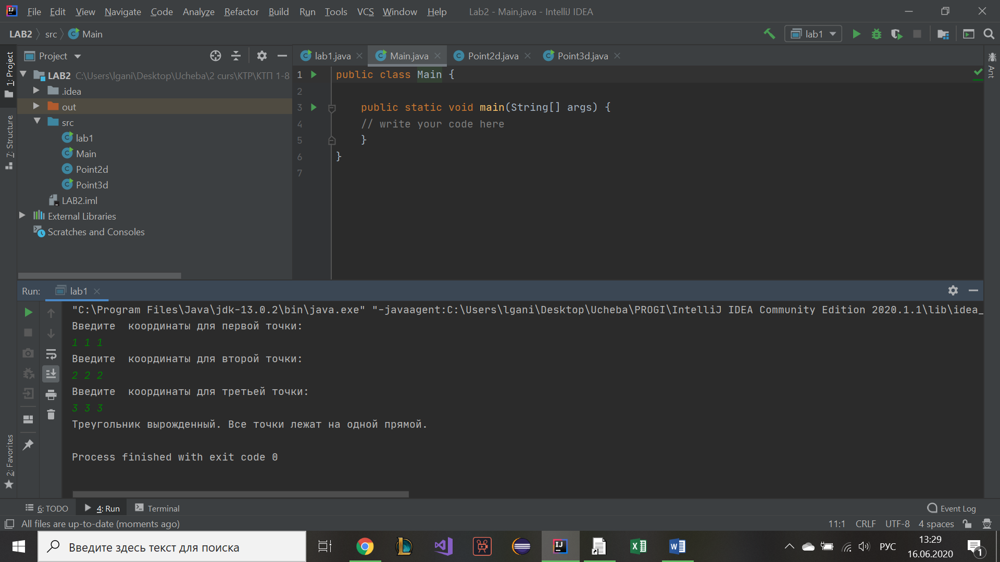 File Edit View Navigate Code Analyze Refactor Build Run Tools VCS Window Help Lab2 - Main.java - IntelliJ IDEA
LAB2 src Main lab1
Project lab1.java Main.java Point2d.java Point3d.java
1: Project
7: Structure
2: Favorites
Ant
LAB2 C:\Users\lgani\Desktop\Ucheba\2 curs\КТР\КТП 1-8
.idea
out
src
lab1
Main
Point2d
Point3d
LAB2.iml
External Libraries
Scratches and Consoles
1 public class Main {
2
3 public static void main(String[] args) {
4 // write your code here
5 }
6 }
7
Run: lab1
"C:\Program Files\Java\jdk-13.0.2\bin\java.exe" "-javaagent:C:\Users\lgani\Desktop\Ucheba\PROGI\IntelliJ IDEA Community Edition 2020.1.1\lib\idea_
Введите  координаты для первой точки:
1 1 1
Введите  координаты для второй точки:
2 2 2
Введите  координаты для третьей точки:
3 3 3
Треугольник вырожденный. Все точки лежат на одной прямой.
Process finished with exit code 0
6: TODO 4: Run Terminal Event Log
All files are up-to-date (moments ago) 11:1 CRLF UTF-8 4 spaces
Введите здесь текст для поиска
РУС
13:29
16.06.2020
1